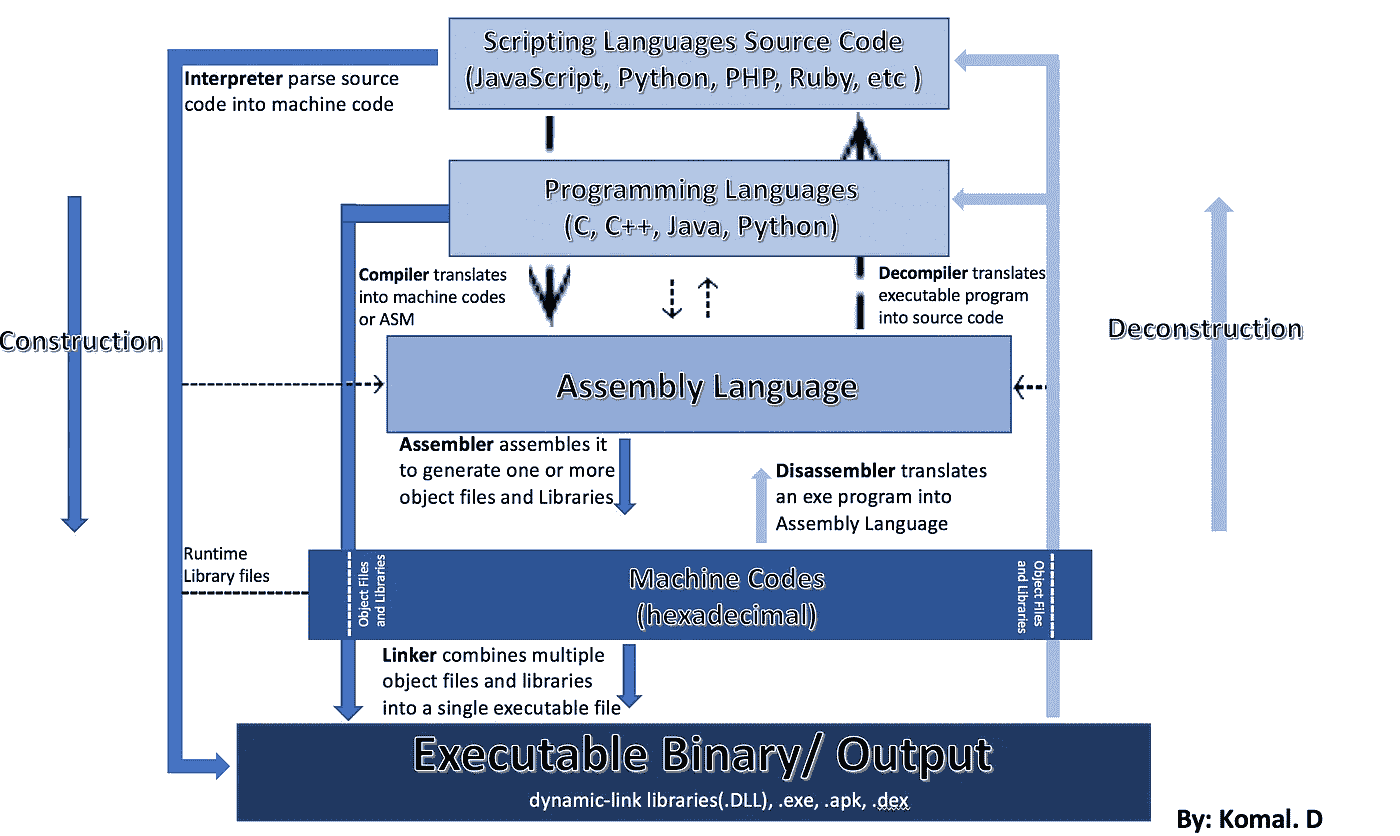 Scripting Languages Source Code
(JavaScript, Python, PHP, Ruby, etc )
Interpreter parse source
code into machine code
Programming Languages
(C, C++, Java, Python)
Compiler translates
into machine codes
or ASM
Decompiler translates
executable program
into source code
Construction
Deconstruction
Assembly Language
Assembler assembles it
to generate one or more
object files and Libraries
Disassembler translates
an exe program into
Assembly Language
Runtime
Library files
Object Files
and Libraries
Machine Codes
(hexadecimal)
Object Files
and Libraries
Linker combines multiple
object files and libraries
into a single executable file
Executable Binary/ Output
dynamic-link libraries(.DLL), .exe, .apk, .dex
By: Komal. D